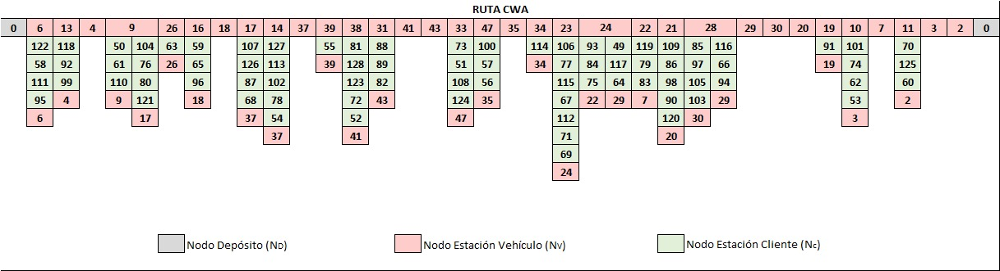 RUTA CWA
0 6 13 4 9 26 16 18 17 14 37 39 38 31 41 43 33 47 35 34 23 24 22 21 28 29 30 20 19 10 7 11 3 2 0
122 118 50 104 63 59 107 127 55 81 88 73 100 114 106 93 49 119 109 85 116 91 101 70
58 92 61 76 26 65 126 113 39 128 89 51 57 34 77 84 117 79 86 97 66 19 74 125
111 99 110 80 96 87 102 123 82 108 56 115 75 64 83 98 105 94 62 60
95 4 9 121 18 68 78 72 43 124 35 67 22 29 7 90 103 29 53 2
6 17 37 54 52 47 112 120 30 3
37 41 71 20
69
24
Nodo Depósito (ND) Nodo Estación Vehículo (NV) Nodo Estación Cliente (Nc)